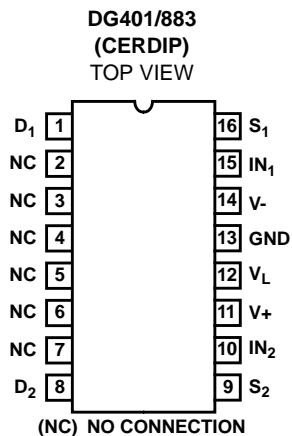 DG401/883
(CERDIP)
TOP VIEW
D₁ 1 16 S₁
NC 2 15 IN₁
NC 3 14 V-
NC 4 13 GND
NC 5 12 V_L
NC 6 11 V+
NC 7 10 IN₂
D₂ 8 9 S₂
(NC) NO CONNECTION